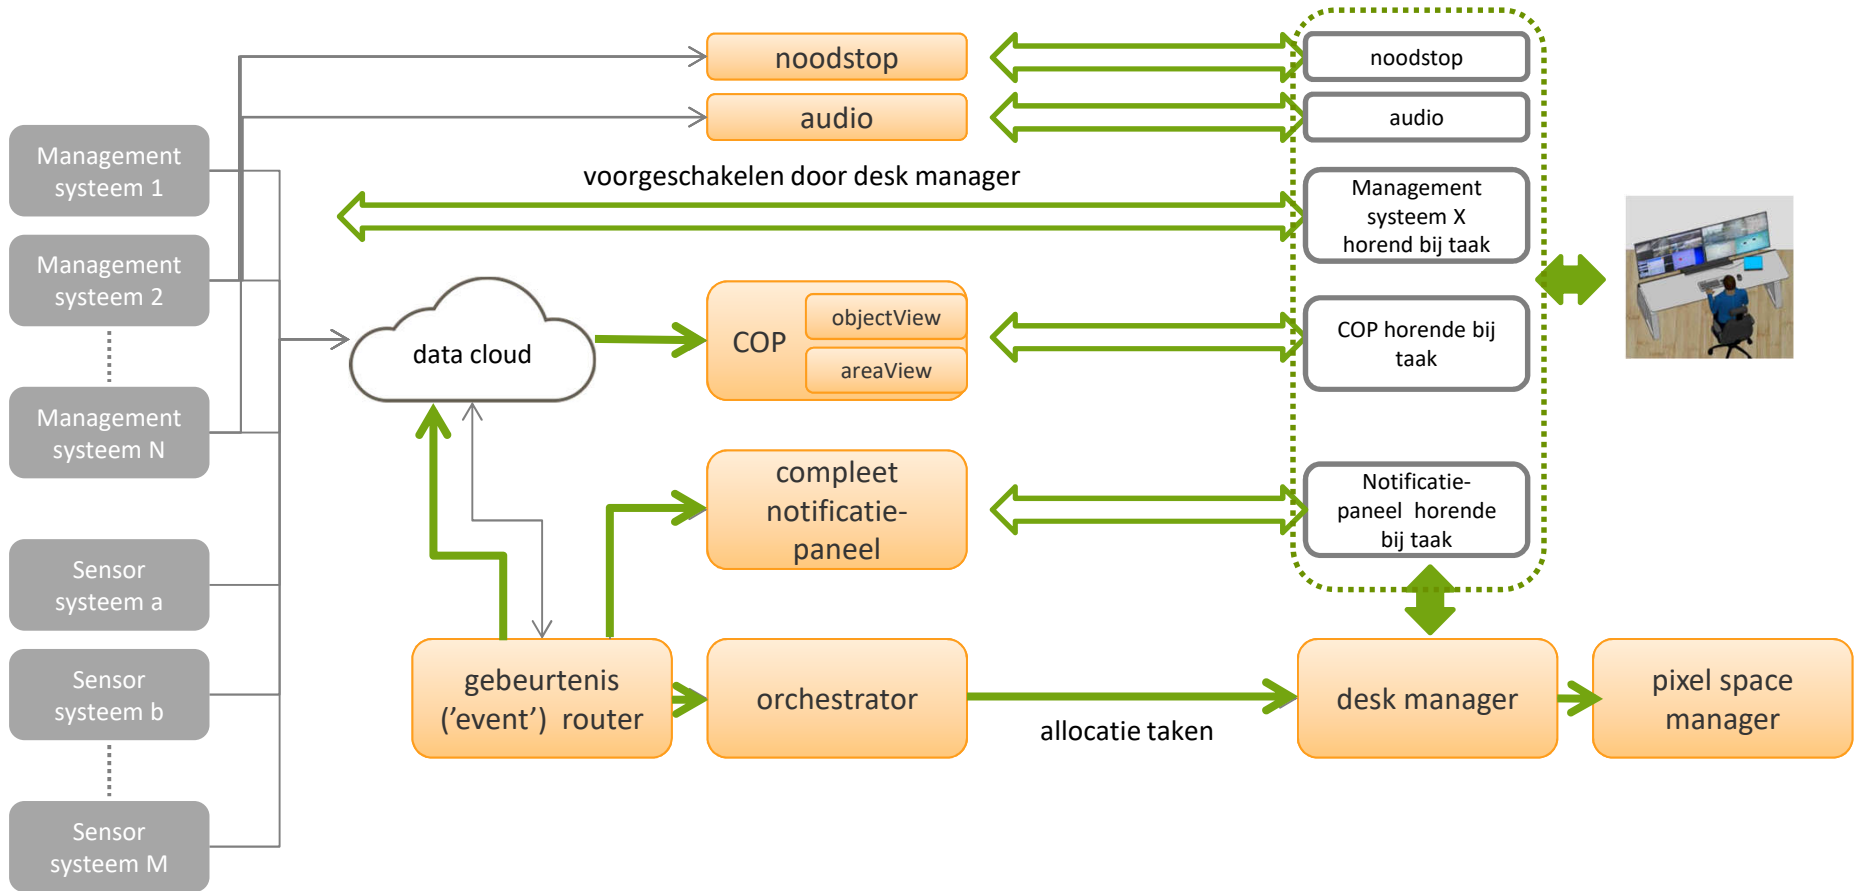 noodstop
audio
Management
systeem 1
Management
systeem 2
Management
systeem N
Sensor
systeem a
Sensor
systeem b
Sensor
systeem M
voorgeschakelen door desk manager
data cloud
COP
objectView
areaView
compleet
notificatie-
paneel
gebeurtenis
(’event’) router
orchestrator
allocatie taken
noodstop
audio
Management
systeem X
horend bij taak
COP horende bij
taak
Notificatie-
paneel horende
bij taak
desk manager
pixel space
manager